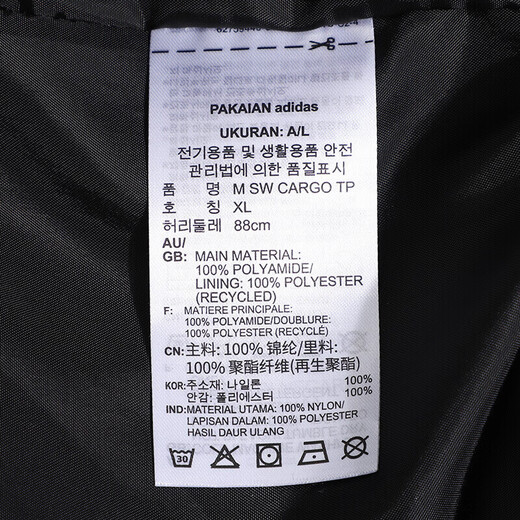 PAKAIAN adidas
UKURAN: A/L
전기용품 및 생활용품 안전
관리법에 의한 품질표시
품 명 M SW CARGO TP
호 칭 XL
허리둘레 88cm
AU/
GB: MAIN MATERIAL:
100% POLYAMIDE/
LINING: 100% POLYESTER
(RECYCLED)
F: MATIERE PRINCIPALE:
100% POLYAMIDE/DOUBLURE:
100% POLYESTER (RECYCLÉ)
CN: 主料: 100% 锦纶/里料:
100% 聚酯纤维(再生聚酯)
KOR: 주소재: 나일론 100%
안감: 폴리에스터 100%
IND: MATERIAL UTAMA: 100% NYLON/
LAPISAN DALAM: 100% POLYESTER
HASIL DAUR ULANG
30